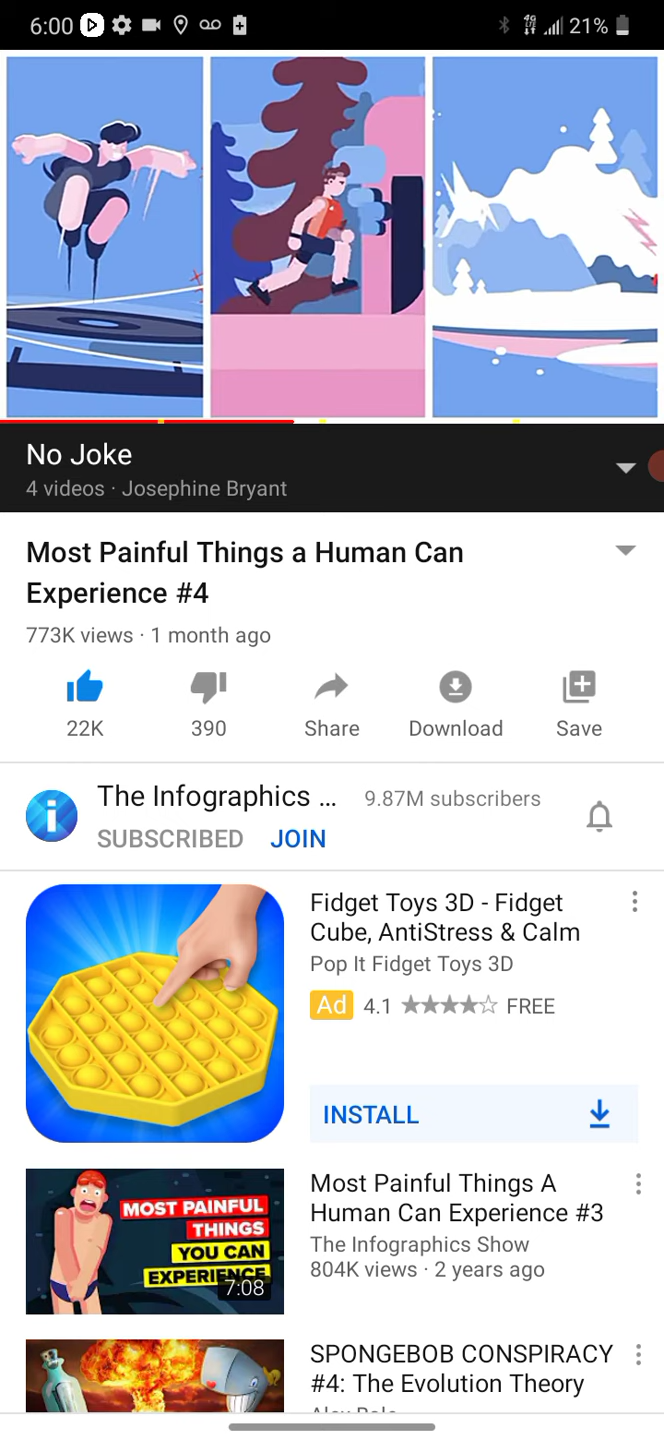 6:00
4G
LTE
21%
No Joke
4 videos · Josephine Bryant
Most Painful Things a Human Can
Experience #4
773K views · 1 month ago
22K
390
Share
Download
Save
The Infographics ...
9.87M subscribers
SUBSCRIBED
JOIN
Fidget Toys 3D - Fidget
Cube, AntiStress & Calm
Pop It Fidget Toys 3D
Ad 4.1 FREE
INSTALL
MOST PAINFUL
THINGS
YOU CAN
EXPERIENCE
7:08
Most Painful Things A
Human Can Experience #3
The Infographics Show
804K views · 2 years ago
SPONGEBOB CONSPIRACY
#4: The Evolution Theory